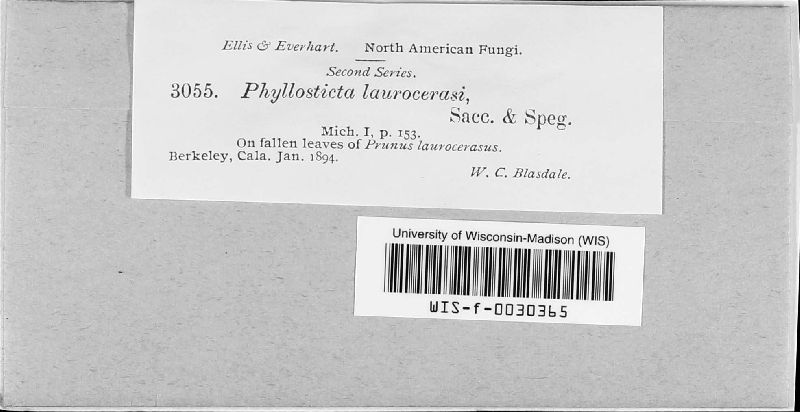 Ellis & Everhart. North American Fungi.
Second Series.
3055. Phyllosticta laurocerasi,
Sacc. & Speg.
Mich. I, p. 153.
On fallen leaves of Prunus laurocerasus.
Berkeley, Cala. Jan. 1894.
W. C. Blasdale.
University of Wisconsin-Madison (WIS)
WIS-f-0030365